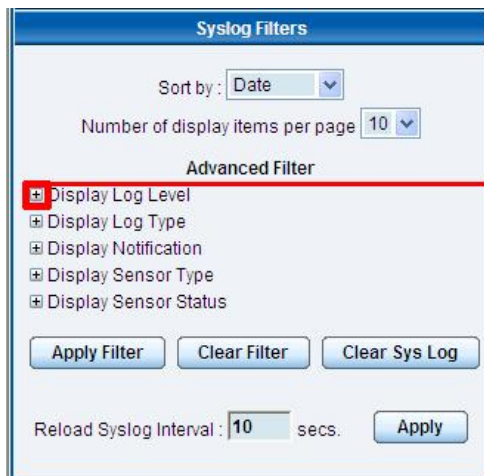 Syslog Filters
Sort by : Date
Number of display items per page 10
Advanced Filter
Display Log Level
Display Log Type
Display Notification
Display Sensor Type
Display Sensor Status
Apply Filter Clear Filter Clear Sys Log
Reload Syslog Interval : 10 secs. Apply